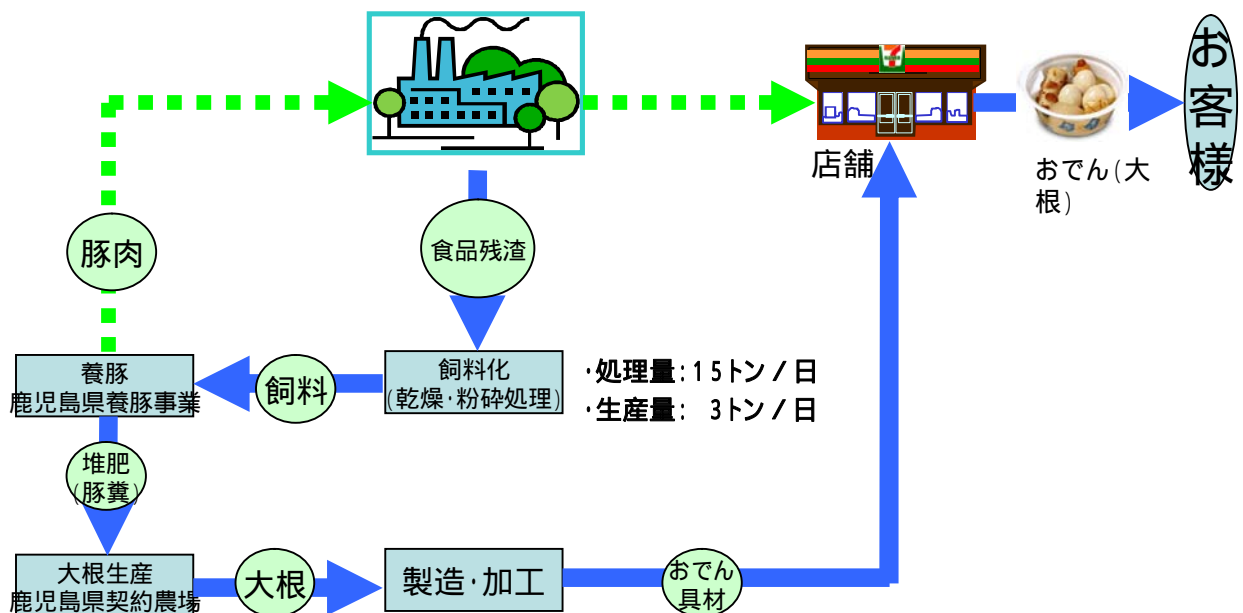 お客様
店舗
おでん(大
根)
豚肉
食品残渣
養豚
鹿児島県養豚事業
飼料
飼料化
(乾燥・粉砕処理)
・処理量:15トン/日
・生産量: 3トン/日
堆肥
(豚糞)
大根生産
鹿児島県契約農場
大根
製造・加工
おでん
具材